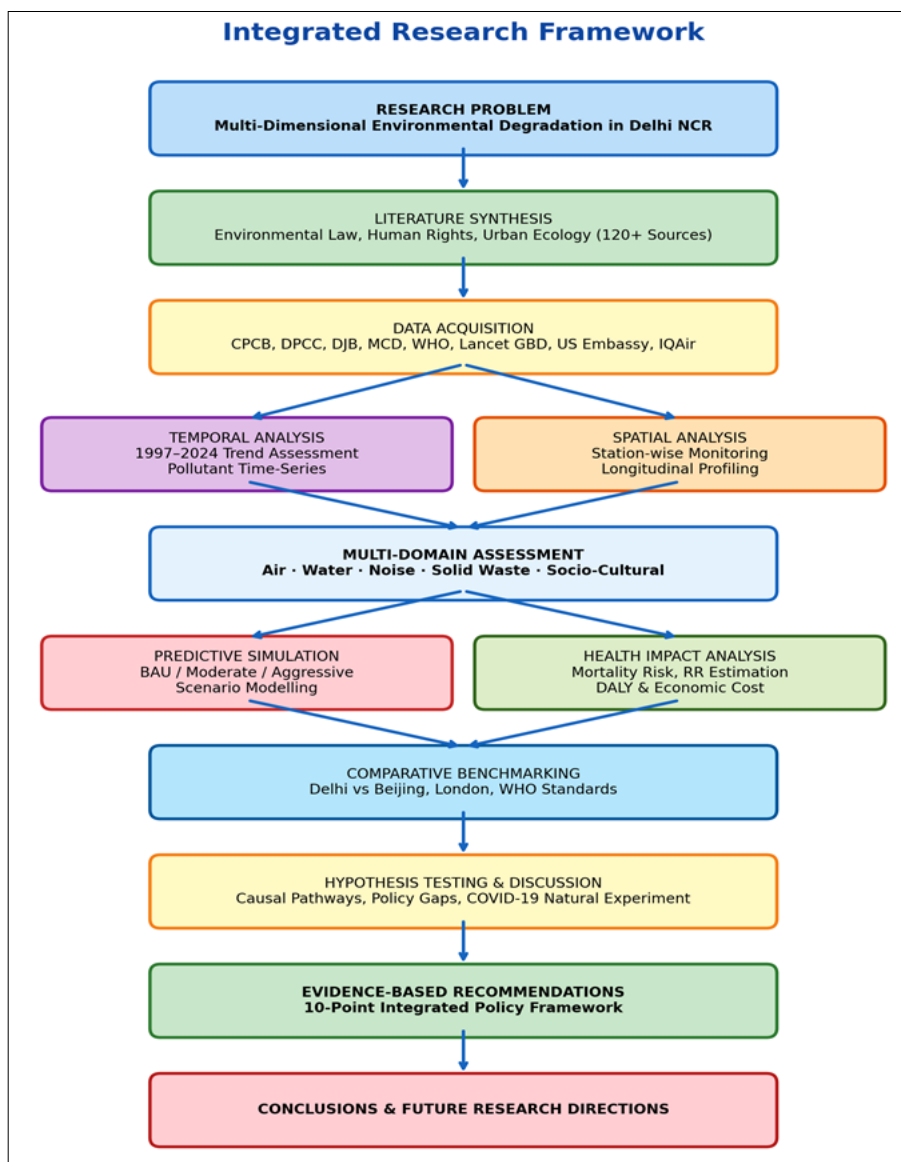 Integrated Research Framework
RESEARCH PROBLEM
Multi-Dimensional Environmental Degradation in Delhi NCR
LITERATURE SYNTHESIS
Environmental Law, Human Rights, Urban Ecology (120+ Sources)
DATA ACQUISITION
CPCB, DPCC, DJB, MCD, WHO, Lancet GBD, US Embassy, IQAir
TEMPORAL ANALYSIS
1997–2024 Trend Assessment
Pollutant Time-Series
SPATIAL ANALYSIS
Station-wise Monitoring
Longitudinal Profiling
MULTI-DOMAIN ASSESSMENT
Air · Water · Noise · Solid Waste · Socio-Cultural
PREDICTIVE SIMULATION
BAU / Moderate / Aggressive
Scenario Modelling
HEALTH IMPACT ANALYSIS
Mortality Risk, RR Estimation
DALY & Economic Cost
COMPARATIVE BENCHMARKING
Delhi vs Beijing, London, WHO Standards
HYPOTHESIS TESTING & DISCUSSION
Causal Pathways, Policy Gaps, COVID-19 Natural Experiment
EVIDENCE-BASED RECOMMENDATIONS
10-Point Integrated Policy Framework
CONCLUSIONS & FUTURE RESEARCH DIRECTIONS